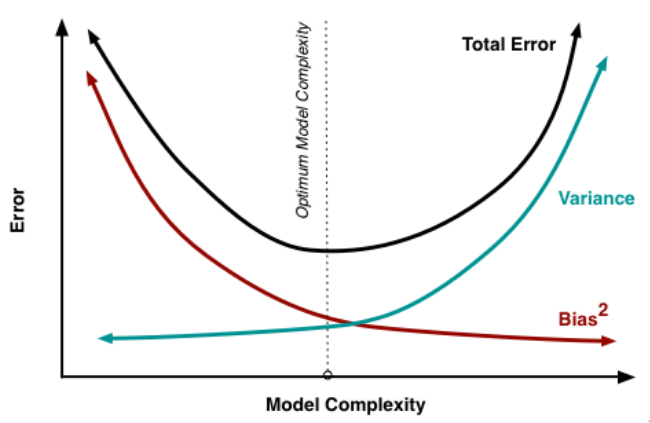 Optimum Model Complexity
Total Error
Variance
Error
Bias²
Model Complexity